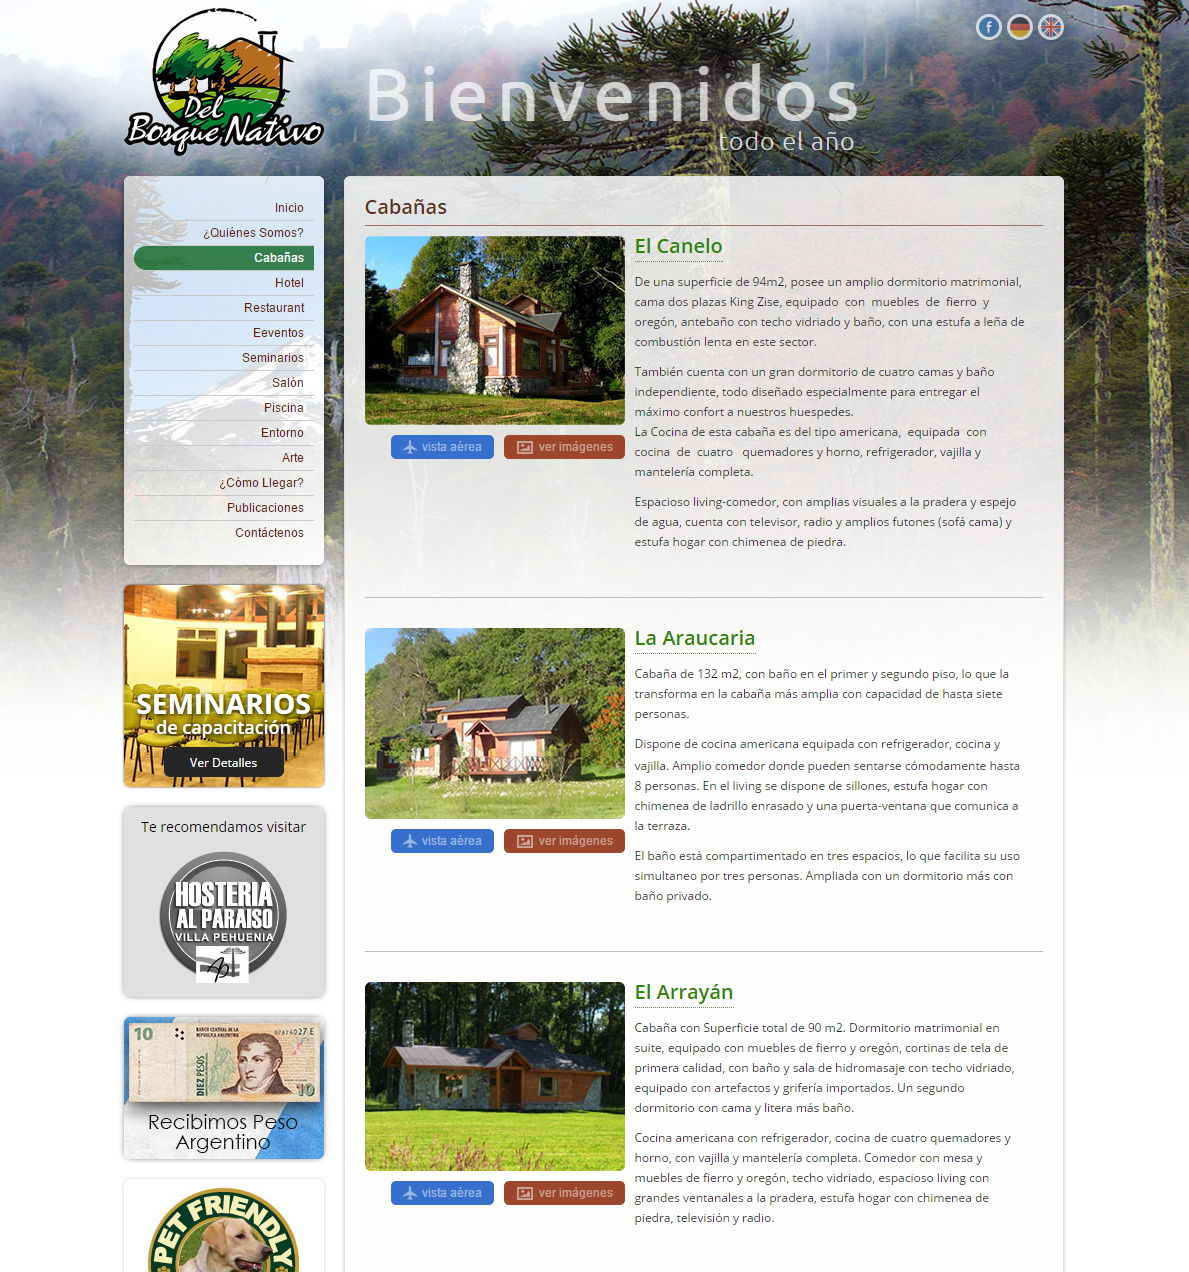 Del
Bosque Nativo
Bienvenidos
todo el año
Inicio
¿Quiénes Somos?
Cabañas
Hotel
Restaurant
Eeventos
Seminarios
Salón
Piscina
Entorno
Arte
¿Cómo Llegar?
Publicaciones
Contáctenos
SEMINARIOS
de capacitación
Ver Detalles
Te recomendamos visitar
HOSTERIA
AL PARAISO
VILLA PEHUENIA
10
BANCO CENTRAL DE LA
REPUBLICA ARGENTINA
07674027 E
DIEZ PESOS
10
Recibimos Peso
Argentino
PET FRIENDLY
Cabañas
El Canelo
De una superficie de 94m2, posee un amplio dormitorio matrimonial,
cama dos plazas King Zise, equipado con muebles de fierro y
oregón, antebaño con techo vidriado y baño, con una estufa a leña de
combustión lenta en este sector.
También cuenta con un gran dormitorio de cuatro camas y baño
independiente, todo diseñado especialmente para entregar el
máximo confort a nuestros huespedes.
La Cocina de esta cabaña es del tipo americana, equipada con
cocina de cuatro quemadores y horno, refrigerador, vajilla y
mantelería completa.
Espacioso living-comedor, con amplias visuales a la pradera y espejo
de agua, cuenta con televisor, radio y amplios futones (sofá cama) y
estufa hogar con chimenea de piedra.
vista aérea
ver imágenes
La Araucaria
Cabaña de 132 m2, con baño en el primer y segundo piso, lo que la
transforma en la cabaña más amplia con capacidad de hasta siete
personas.
Dispone de cocina americana equipada con refrigerador, cocina y
vajilla. Amplio comedor donde pueden sentarse cómodamente hasta
8 personas. En el living se dispone de sillones, estufa hogar con
chimenea de ladrillo enrasado y una puerta-ventana que comunica a
la terraza.
El baño está compartimentado en tres espacios, lo que facilita su uso
simultaneo por tres personas. Ampliada con un dormitorio más con
baño privado.
vista aérea
ver imágenes
El Arrayán
Cabaña con Superficie total de 90 m2. Dormitorio matrimonial en
suite, equipado con muebles de fierro y oregón, cortinas de tela de
primera calidad, con baño y sala de hidromasaje con techo vidriado,
equipado con artefactos y grifería importados. Un segundo
dormitorio con cama y litera más baño.
Cocina americana con refrigerador, cocina de cuatro quemadores y
horno, con vajilla y mantelería completa. Comedor con mesa y
muebles de fierro y oregón, techo vidriado, espacioso living con
grandes ventanales a la pradera, estufa hogar con chimenea de
piedra, televisión y radio.
vista aérea
ver imágenes